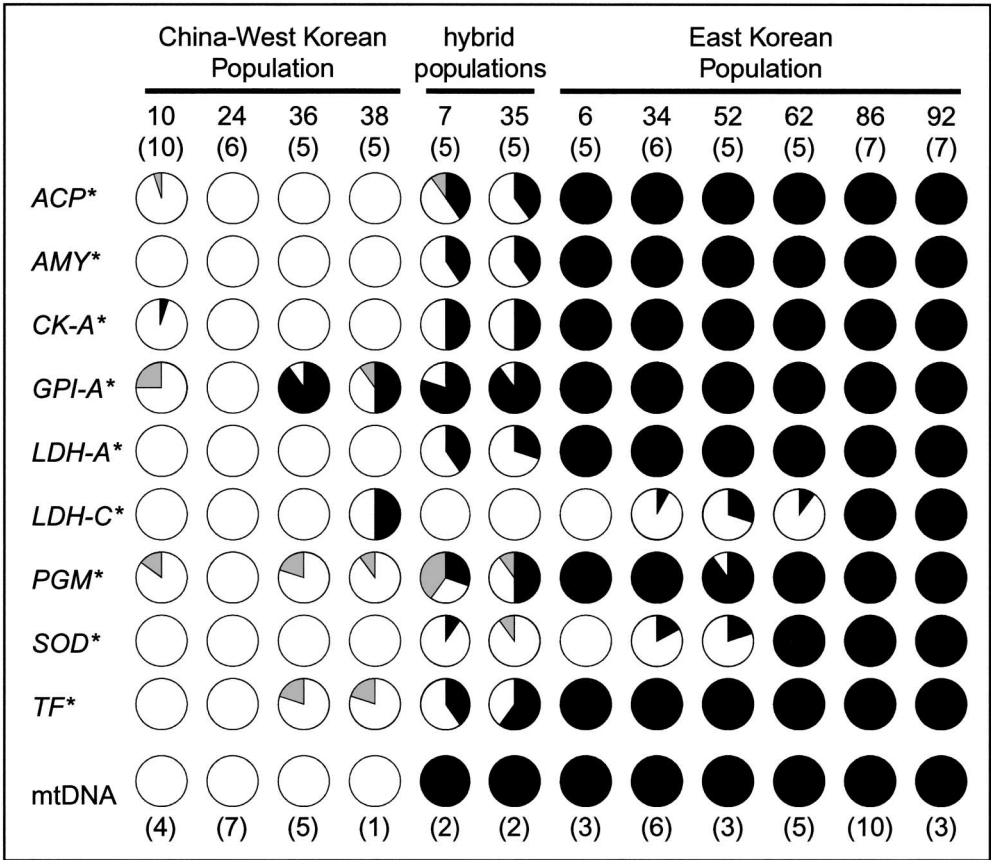 China-West Korean Population
hybrid populations
East Korean Population
10 24 36 38 7 35 6 34 52 62 86 92
(10) (6) (5) (5) (5) (5) (5) (6) (5) (5) (7) (7)
ACP*
AMY*
CK-A*
GPI-A*
LDH-A*
LDH-C*
PGM*
SOD*
TF*
mtDNA
(4) (7) (5) (1) (2) (2) (3) (6) (3) (5) (10) (3)